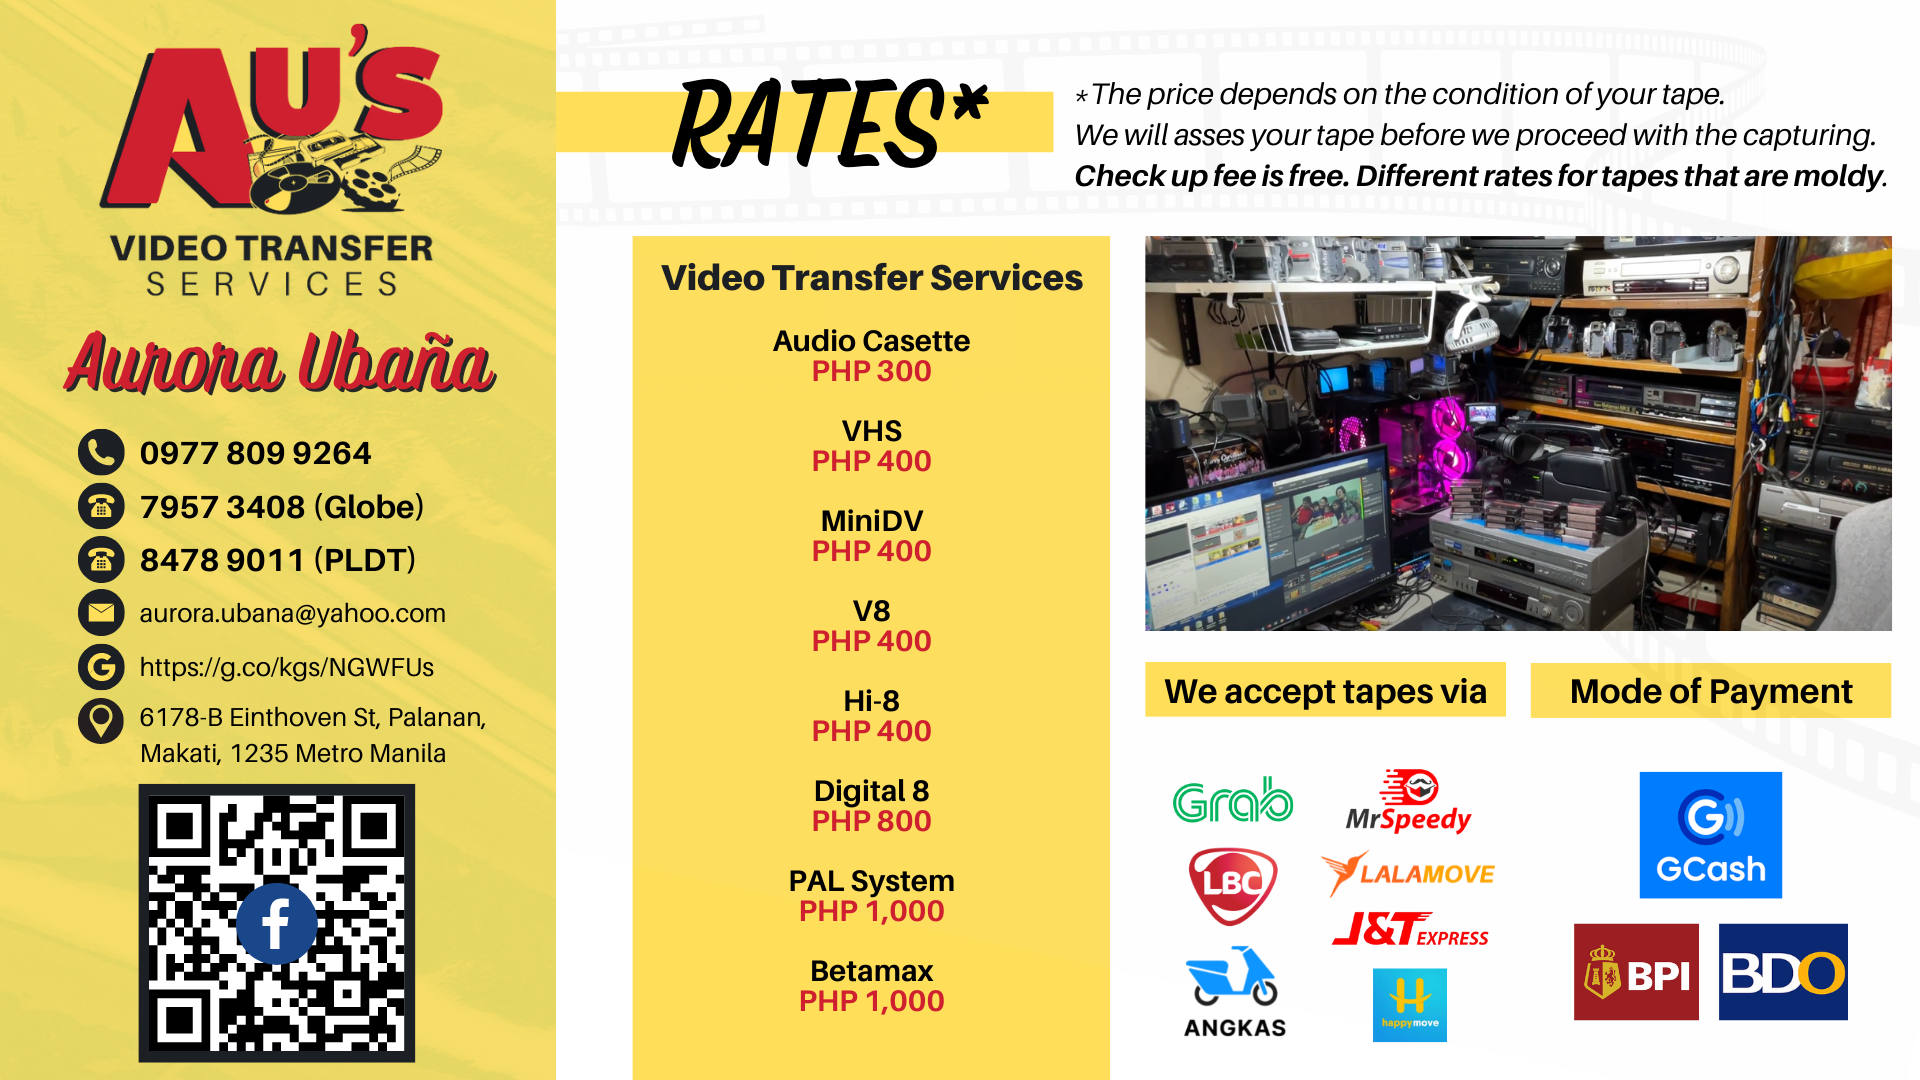 AU'S
VIDEO TRANSFER
SERVICES
Aurora Ubaña
0977 809 9264
7957 3408 (Globe)
8478 9011 (PLDT)
aurora.ubana@yahoo.com
https://g.co/kgs/NGWFUs
6178-B Einthoven St, Palanan,
Makati, 1235 Metro Manila
RATES*
*The price depends on the condition of your tape.
We will asses your tape before we proceed with the capturing.
Check up fee is free. Different rates for tapes that are moldy.
Video Transfer Services
Audio Casette
PHP 300
VHS
PHP 400
MiniDV
PHP 400
V8
PHP 400
Hi-8
PHP 400
Digital 8
PHP 800
PAL System
PHP 1,000
Betamax
PHP 1,000
We accept tapes via
Grab
MrSpeedy
LBC
LALAMOVE
J&T EXPRESS
ANGKAS
happymove
Mode of Payment
GCash
BPI
BDO